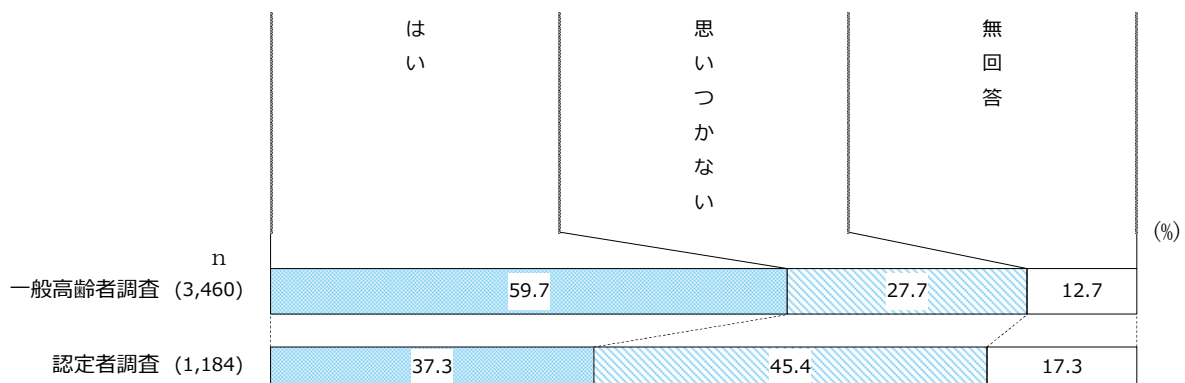 はい
思いつかない
無回答
(%)
n
一般高齢者調査 (3,460)
59.7
27.7
12.7
認定者調査 (1,184)
37.3
45.4
17.3